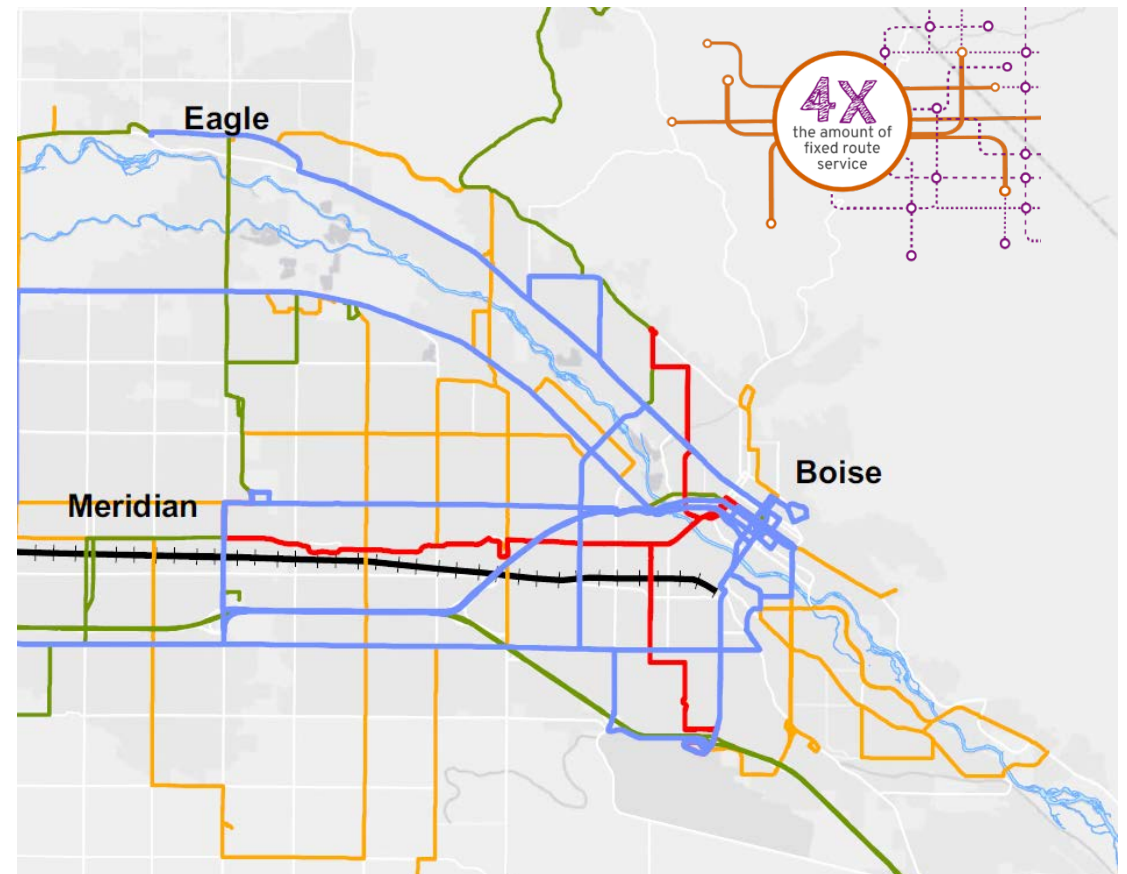 Eagle
4X
the amount of
fixed route
service
Boise
Meridian